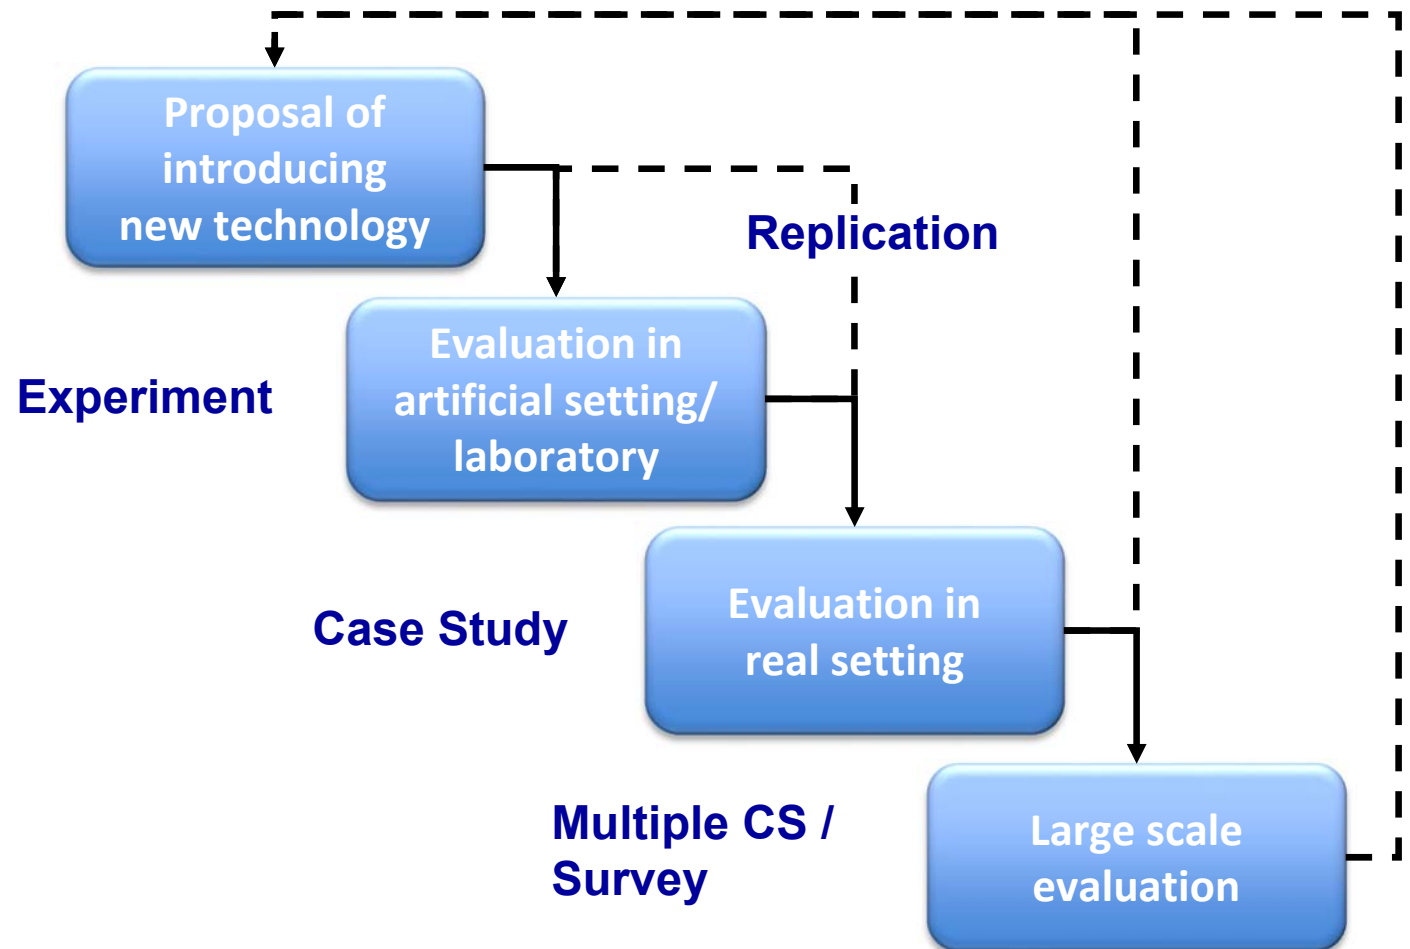 Proposal of
introducing
new technology
Replication
Experiment
Evaluation in
artificial setting/
laboratory
Case Study
Evaluation in
real setting
Multiple CS /
Survey
Large scale
evaluation